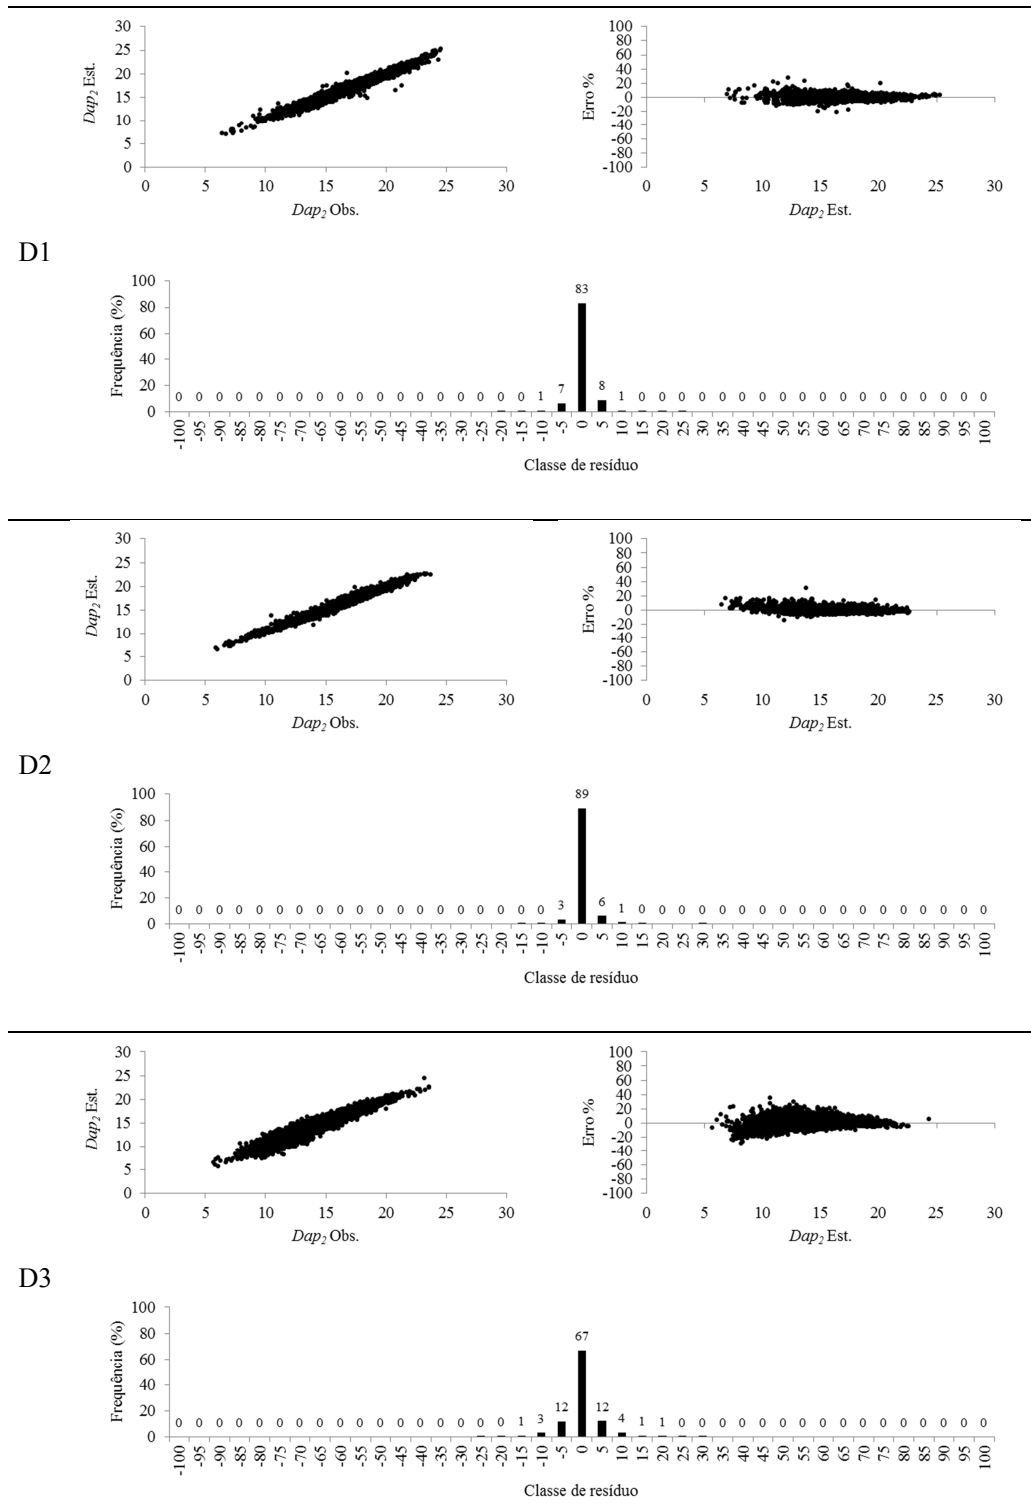 30
25
20
15
10
5
0
Dap2 Est.
0 5 10 15 20 25 30
Dap2 Obs.
100
80
60
40
20
0
-20
-40
-60
-80
-100
Erro %
0 5 10 15 20 25 30
Dap2 Est.
D1
100
80
60
40
20
0
Frequência (%)
0 0 0 0 0 0 0 0 0 0 0 0 0 0 0 0 0 0 1 7 83 8 1 0 0 0 0 0 0 0 0 0 0 0 0 0 0 0 0 0 0
-100 -95 -90 -85 -80 -75 -70 -65 -60 -55 -50 -45 -40 -35 -30 -25 -20 -15 -10 -5 0 5 10 15 20 25 30 35 40 45 50 55 60 65 70 75 80 85 90 95 100
Classe de resíduo
30
25
20
15
10
5
0
Dap2 Est.
0 5 10 15 20 25 30
Dap2 Obs.
100
80
60
40
20
0
-20
-40
-60
-80
-100
Erro %
0 5 10 15 20 25 30
Dap2 Est.
D2
100
80
60
40
20
0
Frequência (%)
0 0 0 0 0 0 0 0 0 0 0 0 0 0 0 0 0 0 0 3 89 6 1 0 0 0 0 0 0 0 0 0 0 0 0 0 0 0 0 0 0
-100 -95 -90 -85 -80 -75 -70 -65 -60 -55 -50 -45 -40 -35 -30 -25 -20 -15 -10 -5 0 5 10 15 20 25 30 35 40 45 50 55 60 65 70 75 80 85 90 95 100
Classe de resíduo
30
25
20
15
10
5
0
Dap2 Est.
0 5 10 15 20 25 30
Dap2 Obs.
100
80
60
40
20
0
-20
-40
-60
-80
-100
Erro %
0 5 10 15 20 25 30
Dap2 Est.
D3
100
80
60
40
20
0
Frequência (%)
0 0 0 0 0 0 0 0 0 0 0 0 0 0 0 0 0 1 3 12 67 12 4 1 1 0 0 0 0 0 0 0 0 0 0 0 0 0 0 0 0
-100 -95 -90 -85 -80 -75 -70 -65 -60 -55 -50 -45 -40 -35 -30 -25 -20 -15 -10 -5 0 5 10 15 20 25 30 35 40 45 50 55 60 65 70 75 80 85 90 95 100
Classe de resíduo